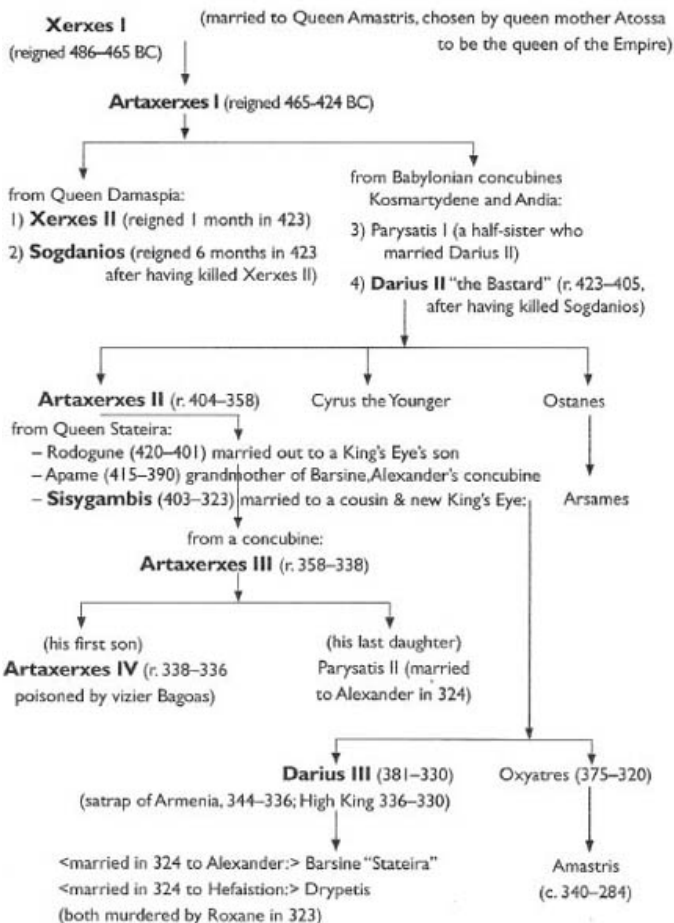 Xerxes I
(reigned 486–465 BC)
(married to Queen Amastris, chosen by queen mother Atossa
to be the queen of the Empire)
Artaxerxes I (reigned 465-424 BC)
from Queen Damaspia:
1) Xerxes II (reigned 1 month in 423)
2) Sogdanios (reigned 6 months in 423
after having killed Xerxes II)
from Babylonian concubines
Kosmartydene and Andia:
3) Parysatis I (a half-sister who
married Darius II)
4) Darius II "the Bastard" (r. 423–405,
after having killed Sogdanios)
Artaxerxes II (r. 404–358)
Cyrus the Younger
Ostanes
from Queen Stateira:
– Rodogune (420–401) married out to a King's Eye's son
– Apame (415–390) grandmother of Barsine, Alexander's concubine
– Sisygambis (403–323) married to a cousin & new King's Eye:
Arsames
from a concubine:
Artaxerxes III (r. 358–338)
(his first son)
Artaxerxes IV (r. 338–336
poisoned by vizier Bagoas)
(his last daughter)
Parysatis II (married
to Alexander in 324)
Darius III (381–330)
(satrap of Armenia, 344–336; High King 336–330)
Oxyatres (375–320)
<married in 324 to Alexander:> Barsine "Stateira"
<married in 324 to Hefaistion:> Drypetis
(both murdered by Roxane in 323)
Amastris
(c. 340–284)